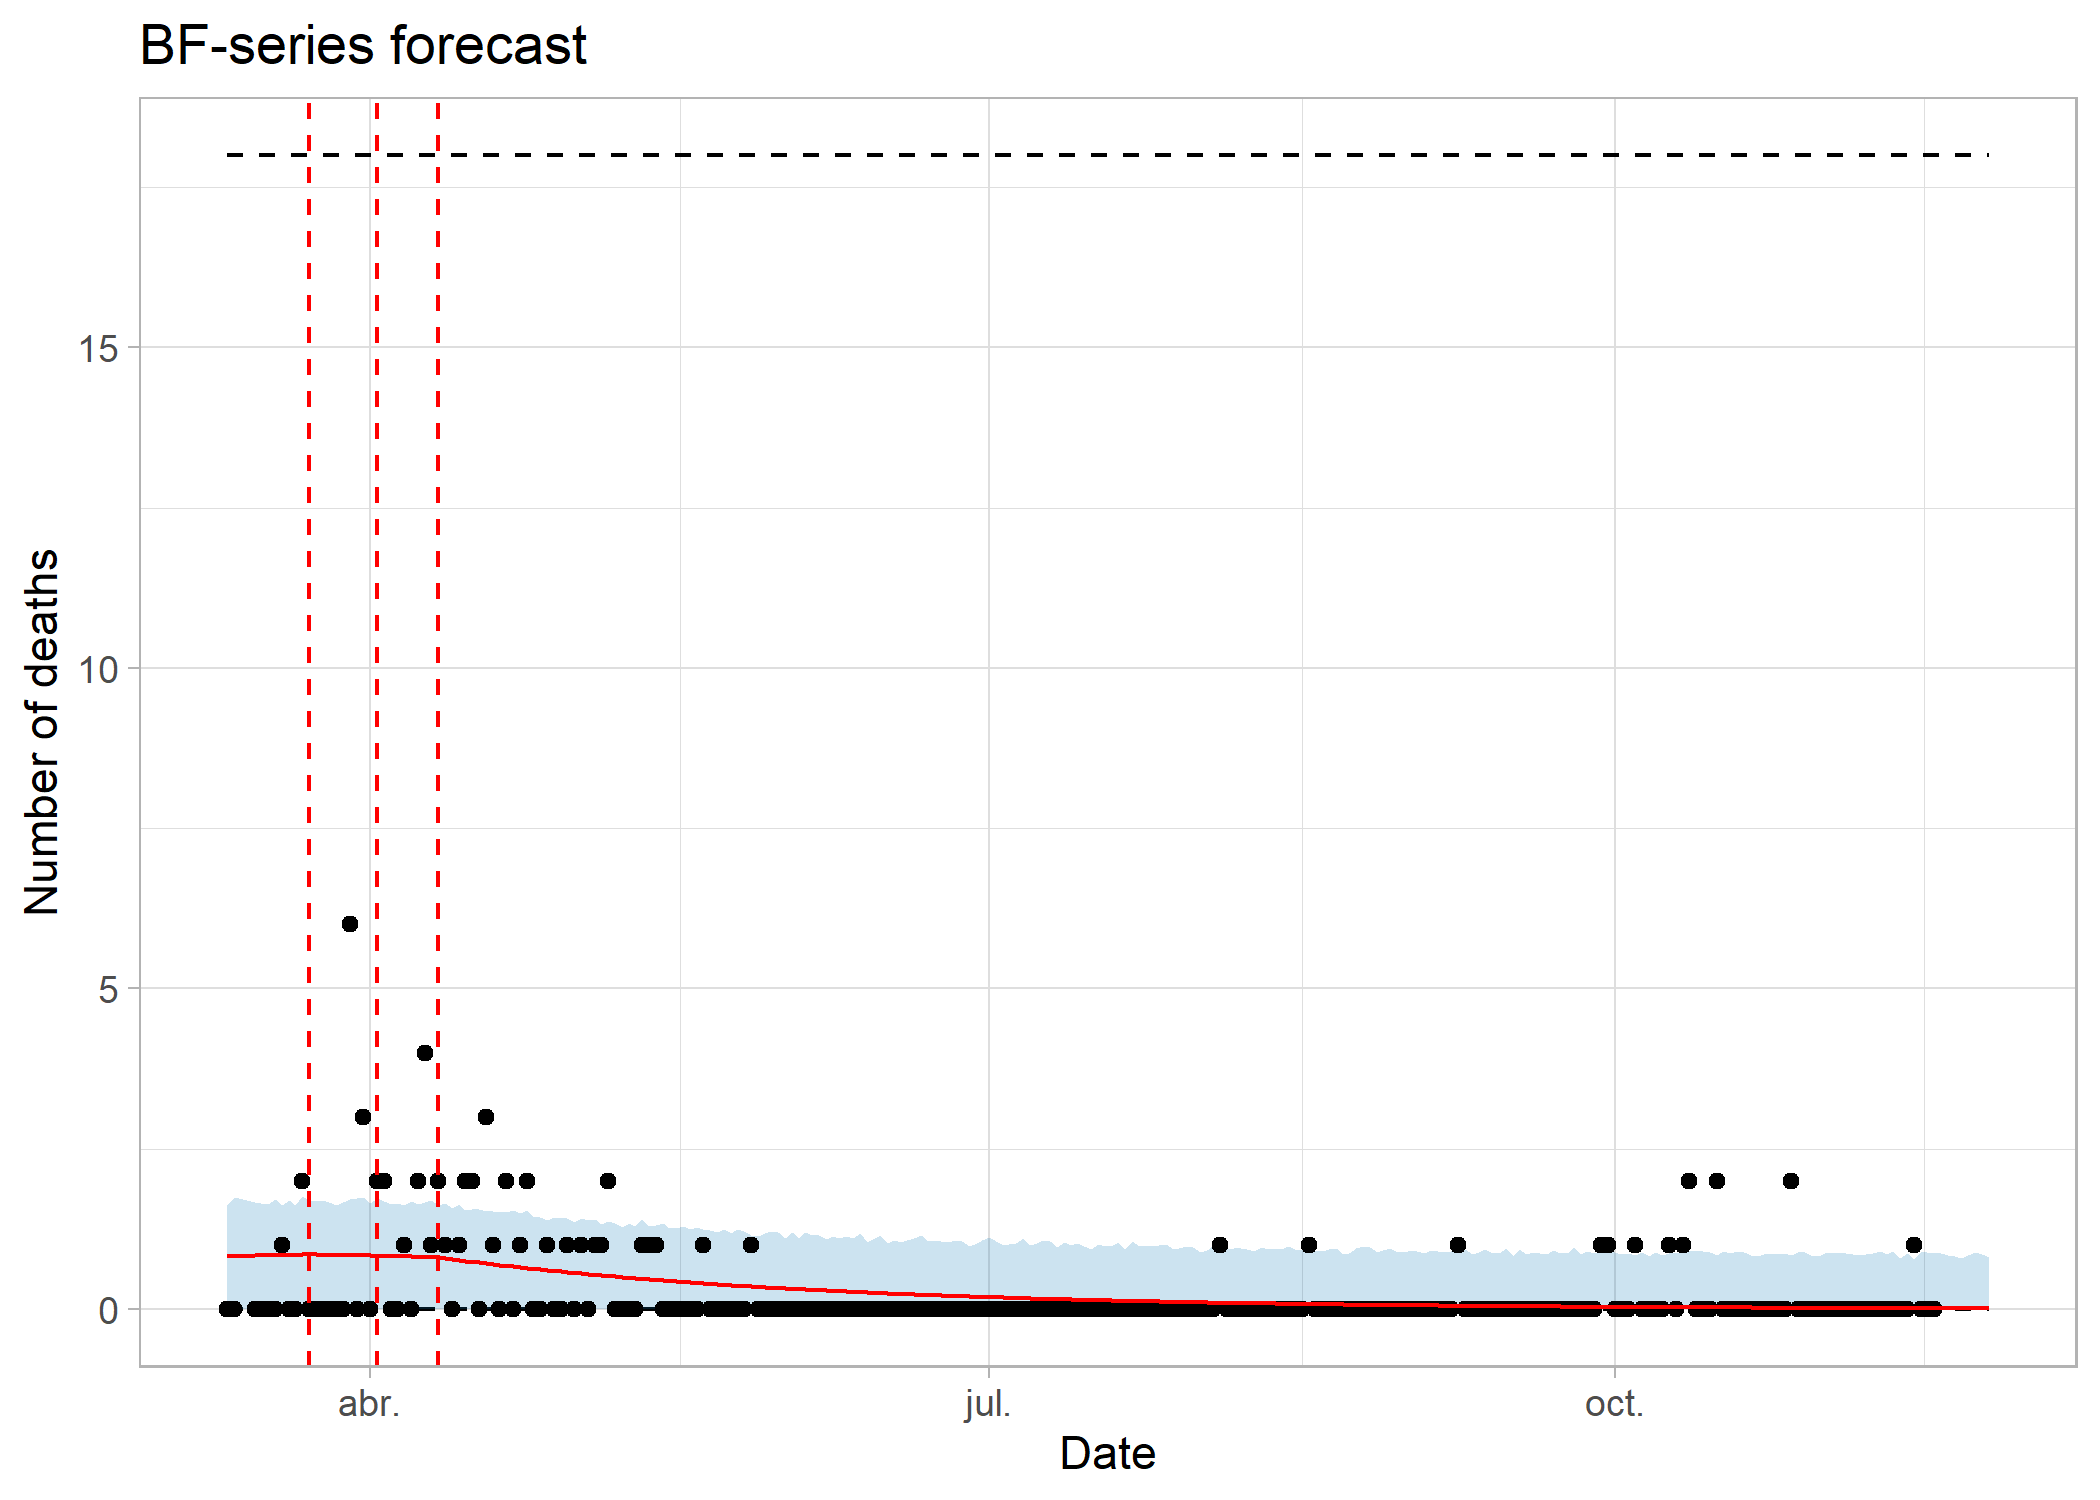 BF-series forecast
Number of deaths
15
10
5
0
abr.
jul.
oct.
Date